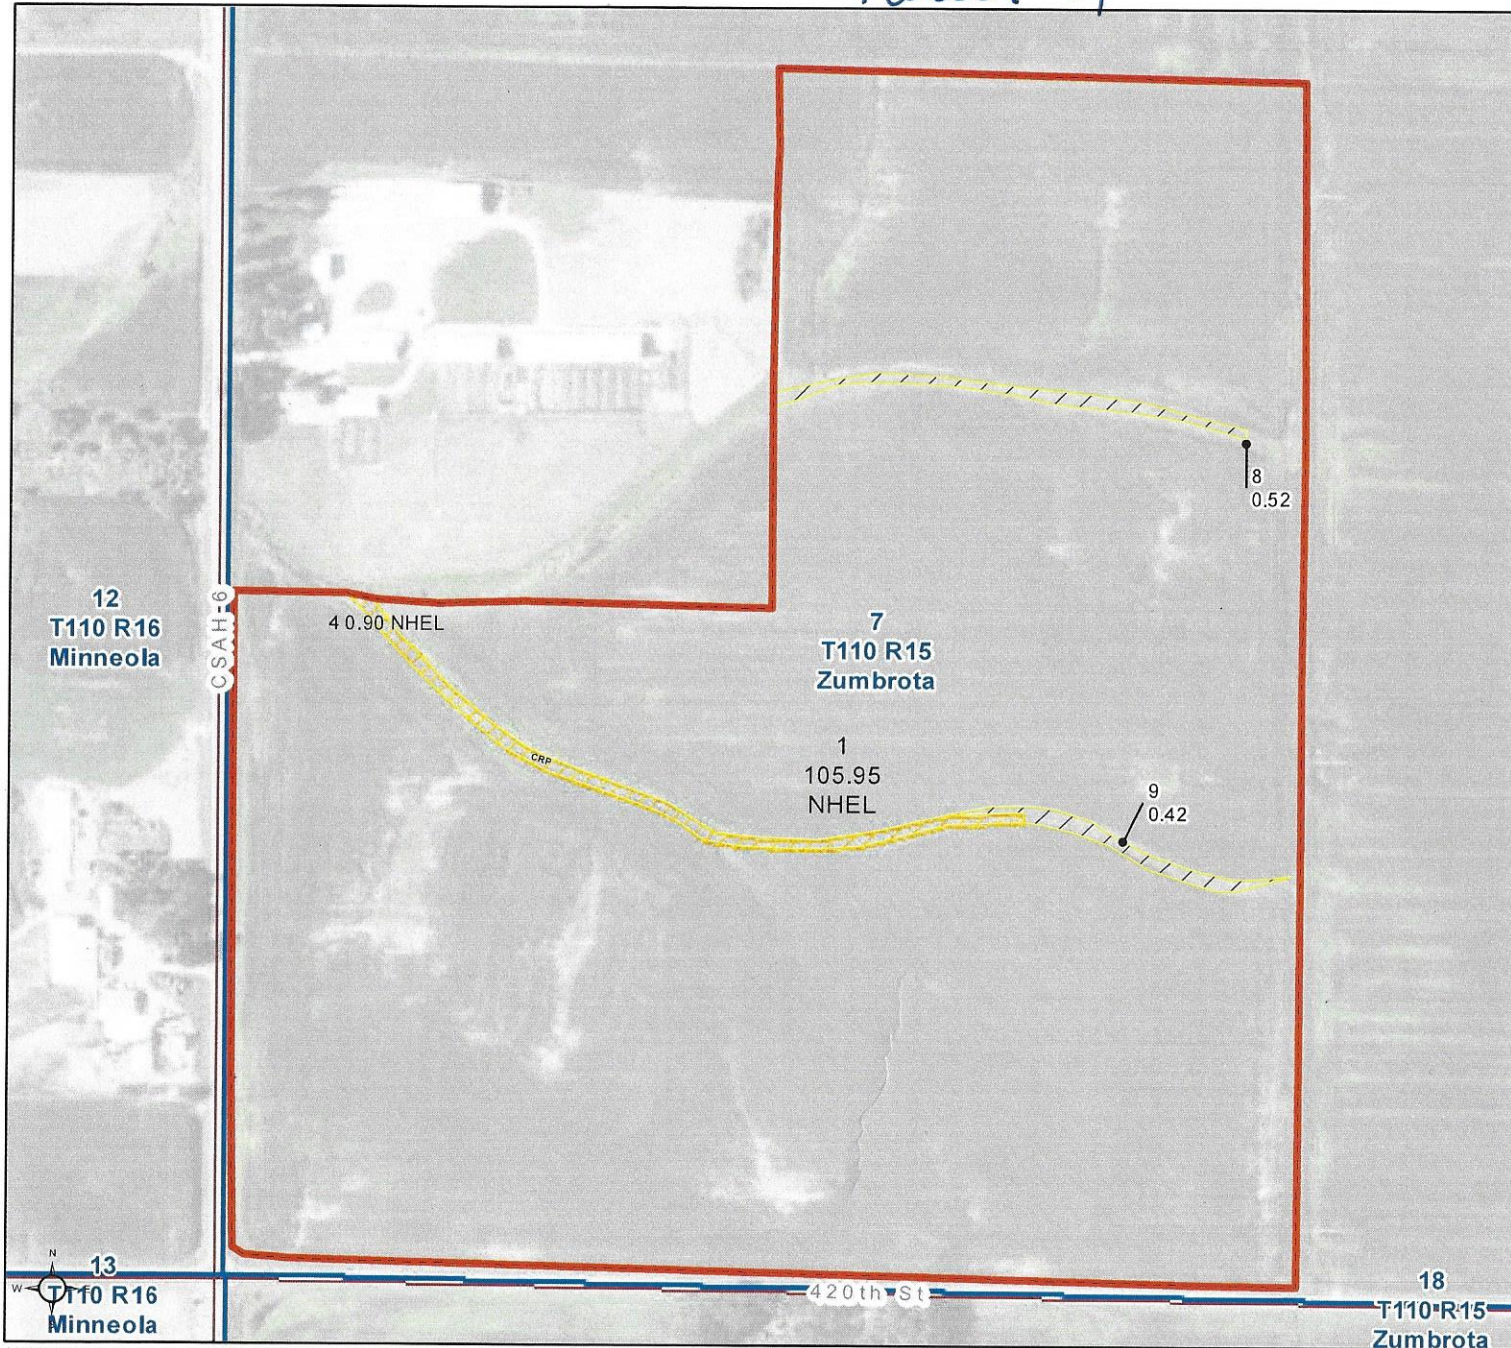 8
0.52
12
T110 R16
Minneola
CSAH-6
4 0.90 NHEL
7
T110 R15
Zumbrota
1
105.95
NHEL
CRP
9
0.42
N
W
13
T110 R16
Minneola
420th St
18
T110 R15
Zumbrota